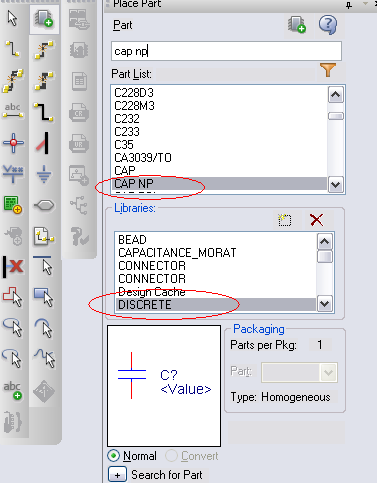 Place Part
Part
cap np
Part List:
C228D3
C228M3
C232
C233
C35
CA3039/TO
CAP
CAP NP
Libraries:
BEAD
CAPACITANCE_MORAT
CONNECTOR
CONNECTOR
Design Cache
DISCRETE
Packaging
Parts per Pkg: 1
Part:
Type: Homogeneous
C?
<Value>
Normal Convert
+ Search for Part
abc
abc